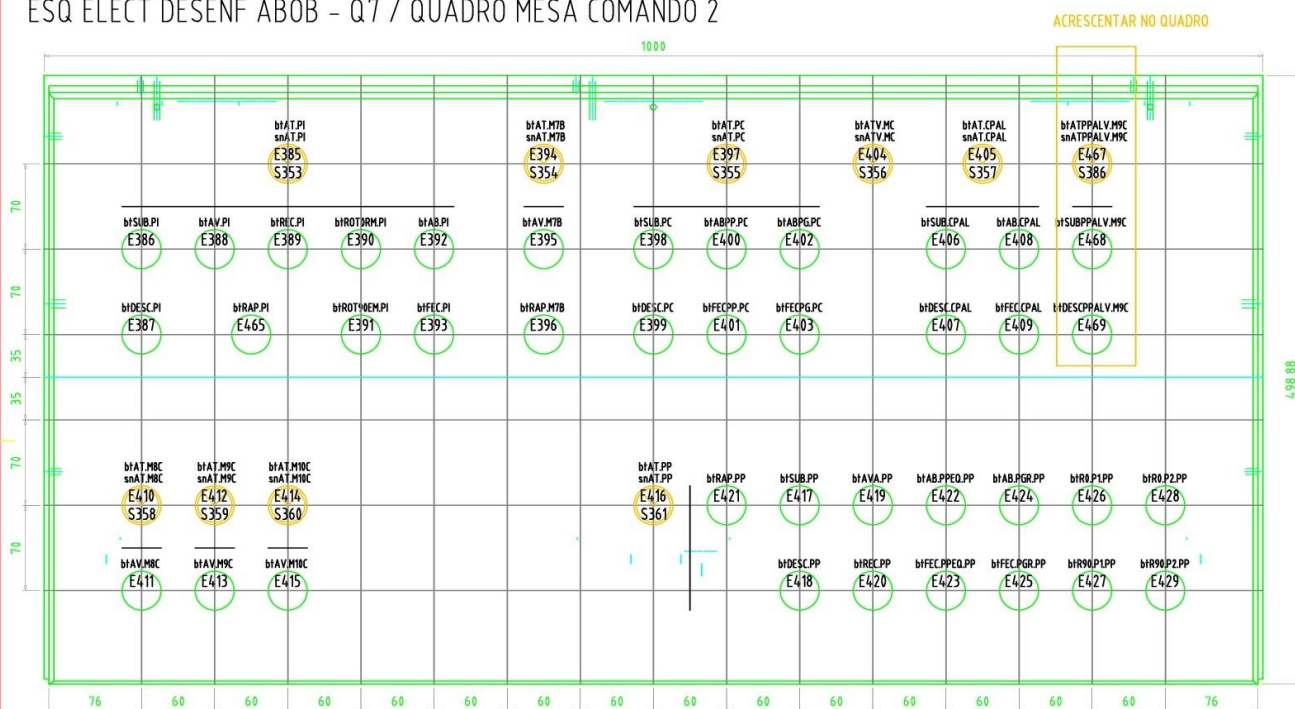 ESQ ELECT DESENF ABOB - Q7 / QUADRO MESA COMANDO 2
ACRESCENTAR NO QUADRO
1000
btAT.PI btAT.M7B btAT.PC btATV.MC btAT.CPAL btATPPALV.M9C
snAT.PI snAT.M7B snAT.PC snATV.MC snAT.CPAL snATPPALV.M9C
E385 E394 E397 E404 E405 E467
S353 S354 S355 S356 S357 S386
70
btSUB.PI btAV.PI btREC.PI btROT0RM.PI btAB.PI btAV.M7B btSUB.PC btABPP.PC btABPG.PC btSUB.CPAL btAB.CPAL btSUBPPALV.M9C
E386 E388 E389 E390 E392 E395 E398 E400 E402 E406 E408 E468
70
btDESC.PI btRAP.PI btROT90EM.PI btFEC.PI btRAP.M7B btDESC.PC btFECPP.PC btFECPG.PC btDESC.CPAL btFEC.CPAL btDESCPPALV.M9C
E387 E465 E391 E393 E396 E399 E401 E403 E407 E409 E469
35
35
498.88
70
btAT.M8C btAT.M9C btAT.M10C btAT.PP
snAT.M8C snAT.M9C snAT.M10C snAT.PP btRAP.PP btSUB.PP btAVA.PP btAB.PPEQ.PP btAB.PGR.PP btR0.P1.PP btR0.P2.PP
E410 E412 E414 E416 E421 E417 E419 E422 E424 E426 E428
S358 S359 S360 S361
70
btAV.M8C btAV.M9C btAV.M10C btDESC.PP btREC.PP btFEC.PPEQ.PP btFEC.PGR.PP btR90.P1.PP btR90.P2.PP
E411 E413 E415 E418 E420 E423 E425 E427 E429
76 60 60 60 60 60 60 60 60 60 60 60 60 60 60 76